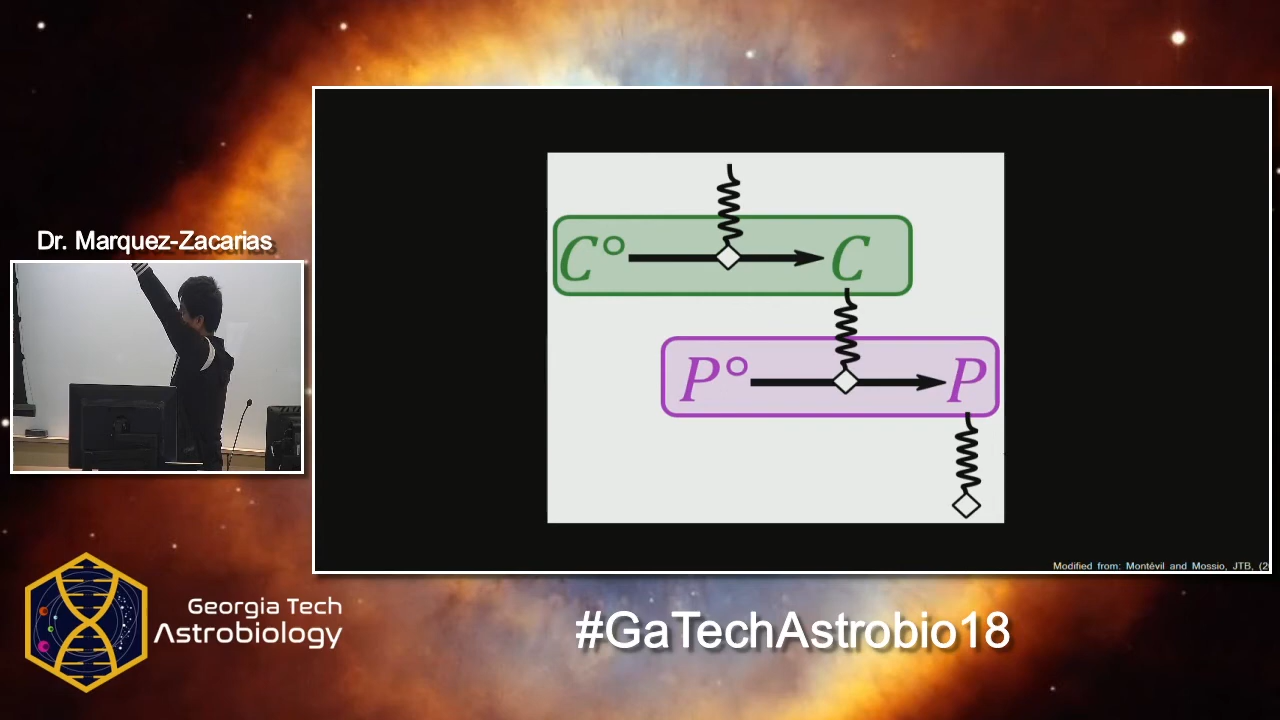 Dr. Marquez-Zacarias
C° C
P° P
Modified from: Montévil and Mossio, JTB, (2
Georgia Tech
Astrobiology
#GaTechAstrobio18